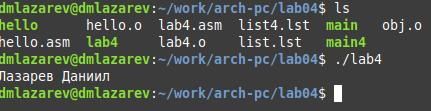 dmlazarev@dmlazarev:~/work/arch-pc/lab04$ ls
hello hello.o lab4.asm list4.lst main obj.o
hello.asm lab4 lab4.o list.lst main4
dmlazarev@dmlazarev:~/work/arch-pc/lab04$ ./lab4
Лазарев Даниил
dmlazarev@dmlazarev:~/work/arch-pc/lab04$